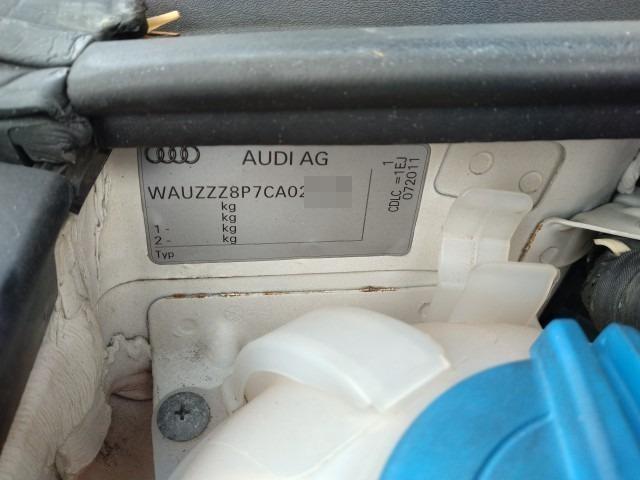 AUDI AG
WAUZZZ8P7CA02
kg
kg
1 - kg
2 - kg
Typ
1
CDLC =1EJ
072011